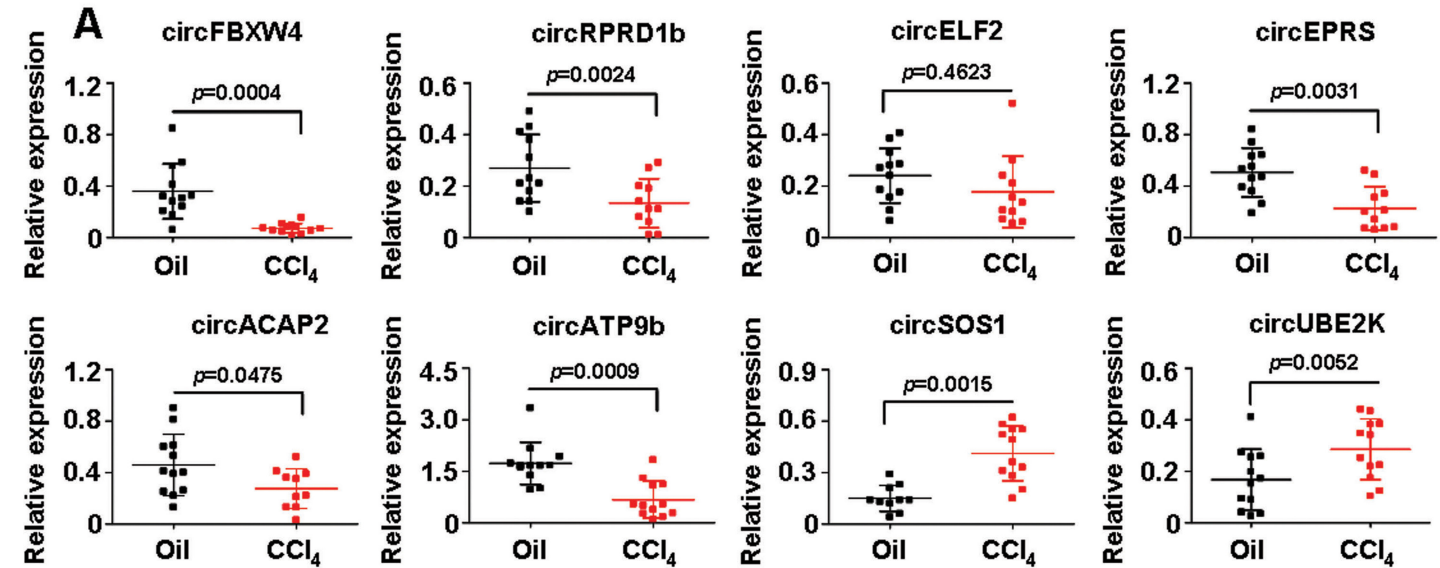 A
circFBXW4
Relative expression
1.2
0.8
0.4
0
p=0.0004
Oil
CCl4
circRPRD1b
Relative expression
0.6
0.4
0.2
0
p=0.0024
Oil
CCl4
circELF2
Relative expression
0.6
0.4
0.2
0
p=0.4623
Oil
CCl4
circEPRS
Relative expression
1.2
0.8
0.4
0
p=0.0031
Oil
CCl4
circACAP2
Relative expression
1.2
0.8
0.4
0
p=0.0475
Oil
CCl4
circATP9b
Relative expression
4.5
3.0
1.5
0
p=0.0009
Oil
CCl4
circSOS1
Relative expression
0.9
0.6
0.3
0
p=0.0015
Oil
CCl4
circUBE2K
Relative expression
0.6
0.4
0.2
0
p=0.0052
Oil
CCl4